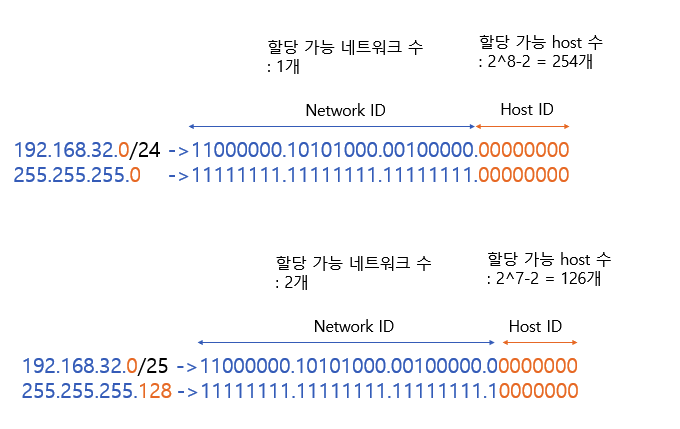 할당 가능 네트워크 수
: 1개
할당 가능 host 수
: 2^8-2 = 254개
Network ID
Host ID
192.168.32.0/24 ->11000000.10101000.00100000.00000000
255.255.255.0 ->11111111.11111111.11111111.00000000
할당 가능 네트워크 수
: 2개
할당 가능 host 수
: 2^7-2 = 126개
Network ID
Host ID
192.168.32.0/25 ->11000000.10101000.00100000.00000000
255.255.255.128 ->11111111.11111111.11111111.10000000